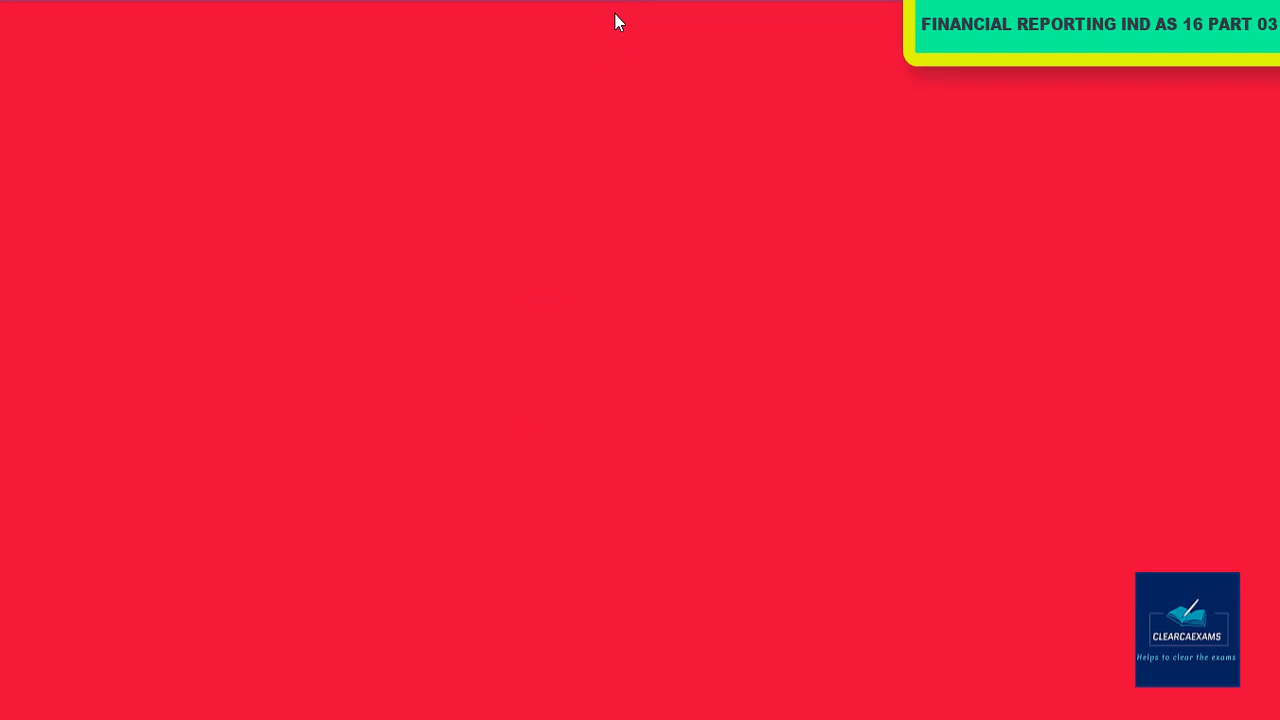 FINANCIAL REPORTING IND AS 16 PART 03
CLEARCAEXAMS
Helps to clear the exams